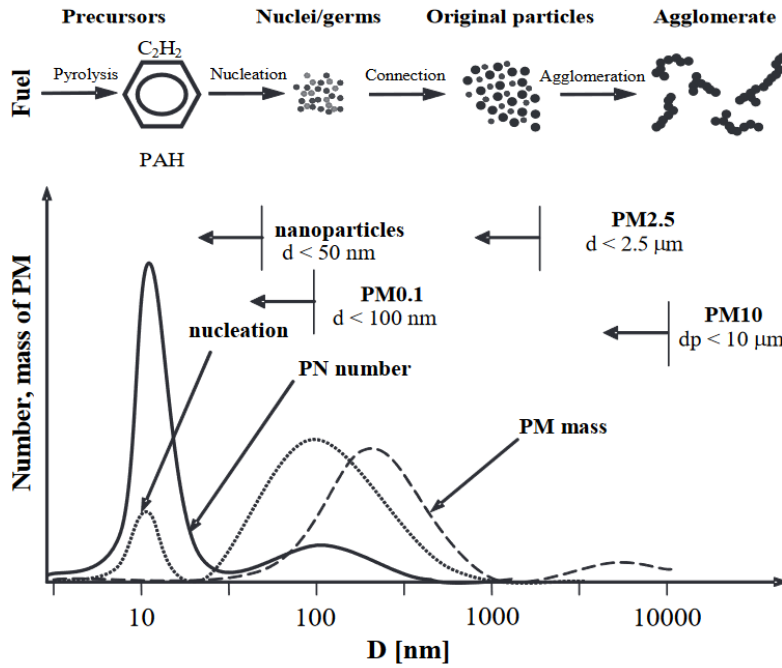 Precursors
Nuclei/germs
Original particles
Agglomerate
Fuel
Pyrolysis
C2H2
Nucleation
Connection
Agglomeration
PAH
Number, mass of PM
nanoparticles
d < 50 nm
PM2.5
d < 2.5 μm
PM0.1
d < 100 nm
PM10
dp < 10 μm
nucleation
PN number
PM mass
10
100
1000
10000
D [nm]